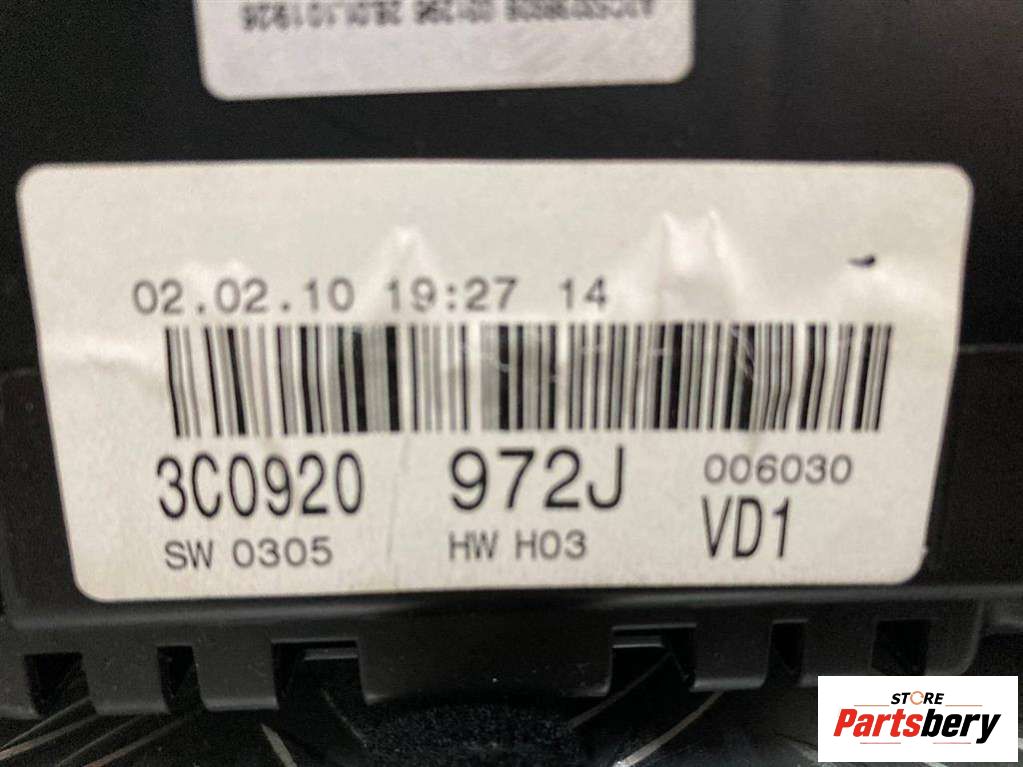 02.02.10 19:27 14
3C0920 972J 006030
SW 0305 HW H03 VD1
STORE
Partsbery